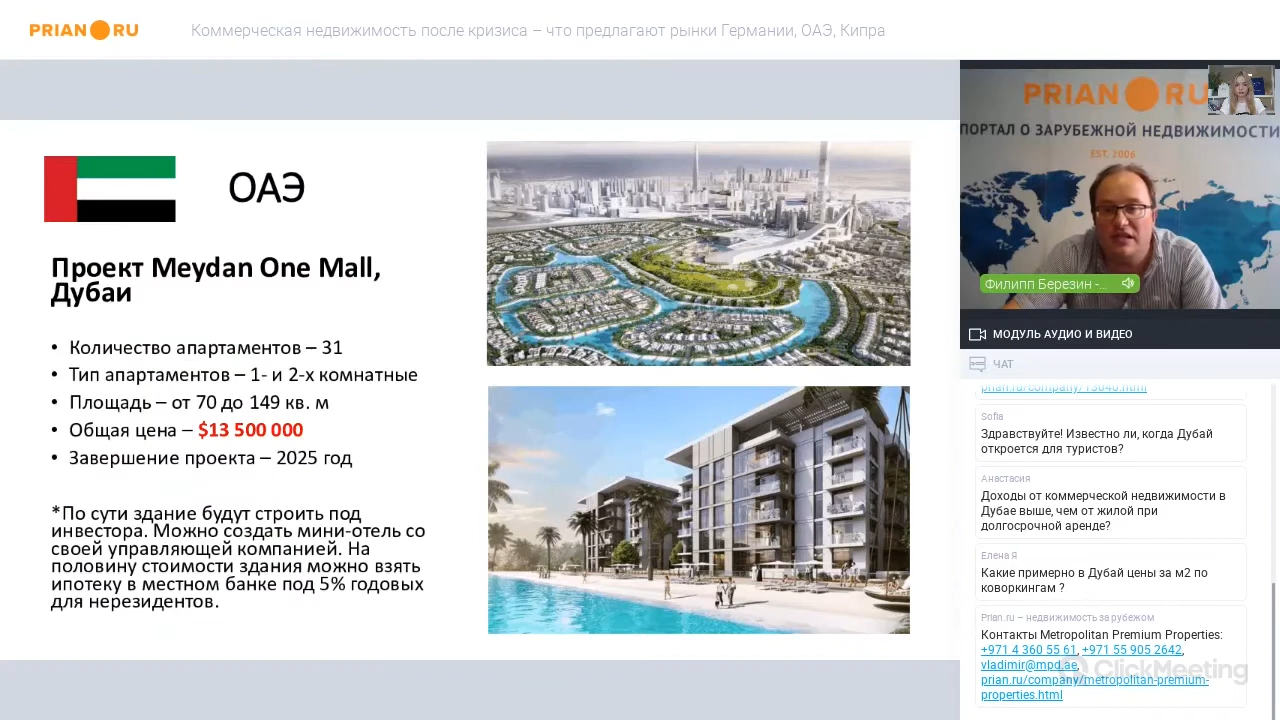 PRIAN RU
Коммерческая недвижимость после кризиса – что предлагают рынки Германии, ОАЭ, Кипра
ОАЭ
Проект Meydan One Mall,
Дубаи
• Количество апартаментов – 31
• Тип апартаментов – 1- и 2-х комнатные
• Площадь – от 70 до 149 кв. м
• Общая цена – $13 500 000
• Завершение проекта – 2025 год
*По сути здание будут строить под
инвестора. Можно создать мини-отель со
своей управляющей компанией. На
половину стоимости здания можно взять
ипотеку в местном банке под 5% годовых
для нерезидентов.
PRIAN RU
ПОРТАЛ О ЗАРУБЕЖНОЙ НЕДВИЖИМОСТИ
EST. 2006
Филипп Березин -...
МОДУЛЬ АУДИО И ВИДЕО
ЧАТ
prian.ru/company/13040.html
Sofia
Здравствуйте! Известно ли, когда Дубай
откроется для туристов?
Анастасия
Доходы от коммерческой недвижимости в
Дубае выше, чем от жилой при
долгосрочной аренде?
Елена Я
Какие примерно в Дубай цены за м2 по
коворкингам ?
Prian.ru – недвижимость за рубежом
Контакты Metropolitan Premium Properties:
+971 4 360 55 61, +971 55 905 2642,
vladimir@mpd.ae,
prian.ru/company/metropolitan-premium-
properties.html
ClickMeeting